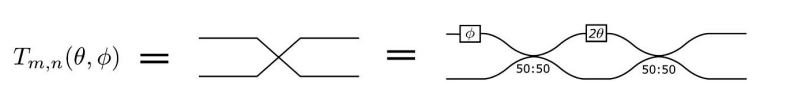 T_{m,n}(θ, ϕ) = =
ϕ 2θ
50:50 50:50